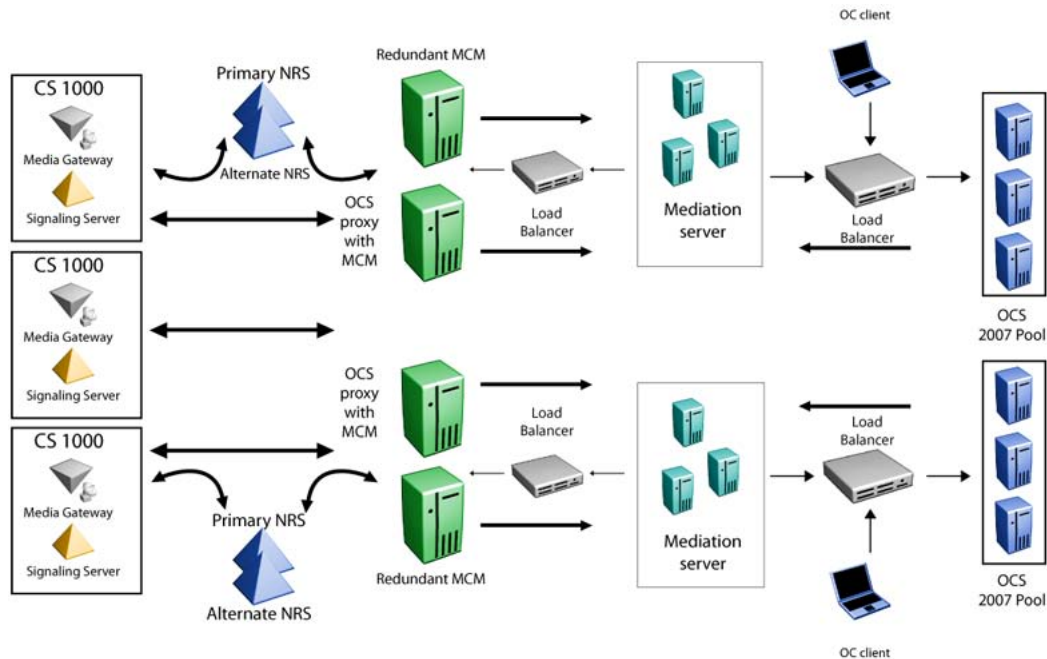 OC client
Redundant MCM
CS 1000
Media Gateway
Signaling Server
Primary NRS
Alternate NRS
OCS
proxy
with
MCM
Load
Balancer
Mediation
server
Load
Balancer
OCS
2007 Pool
CS 1000
Media Gateway
Signaling Server
OCS
proxy
with
MCM
Load
Balancer
Load
Balancer
CS 1000
Media Gateway
Signaling Server
Primary NRS
Alternate NRS
Redundant MCM
Mediation
server
OCS
2007 Pool
OC client